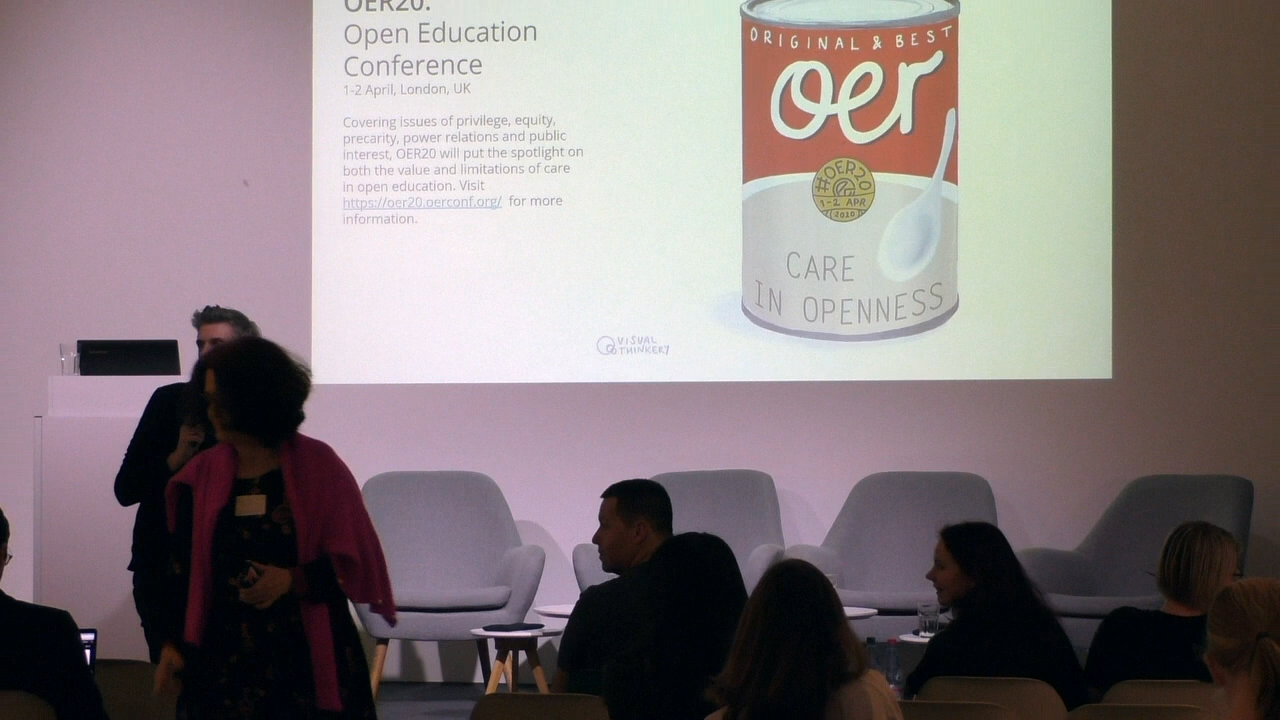 OER20:
Open Education
Conference
1-2 April, London, UK
Covering issues of privilege, equity,
precarity, power relations and public
interest, OER20 will put the spotlight on
both the value and limitations of care
in open education. Visit
https://oer20.oerconf.org/ for more
information.
VISUAL
THINKERY
ORIGINAL & BEST
oer
#OER20
1-2 APR
2020
CARE
IN OPENNESS